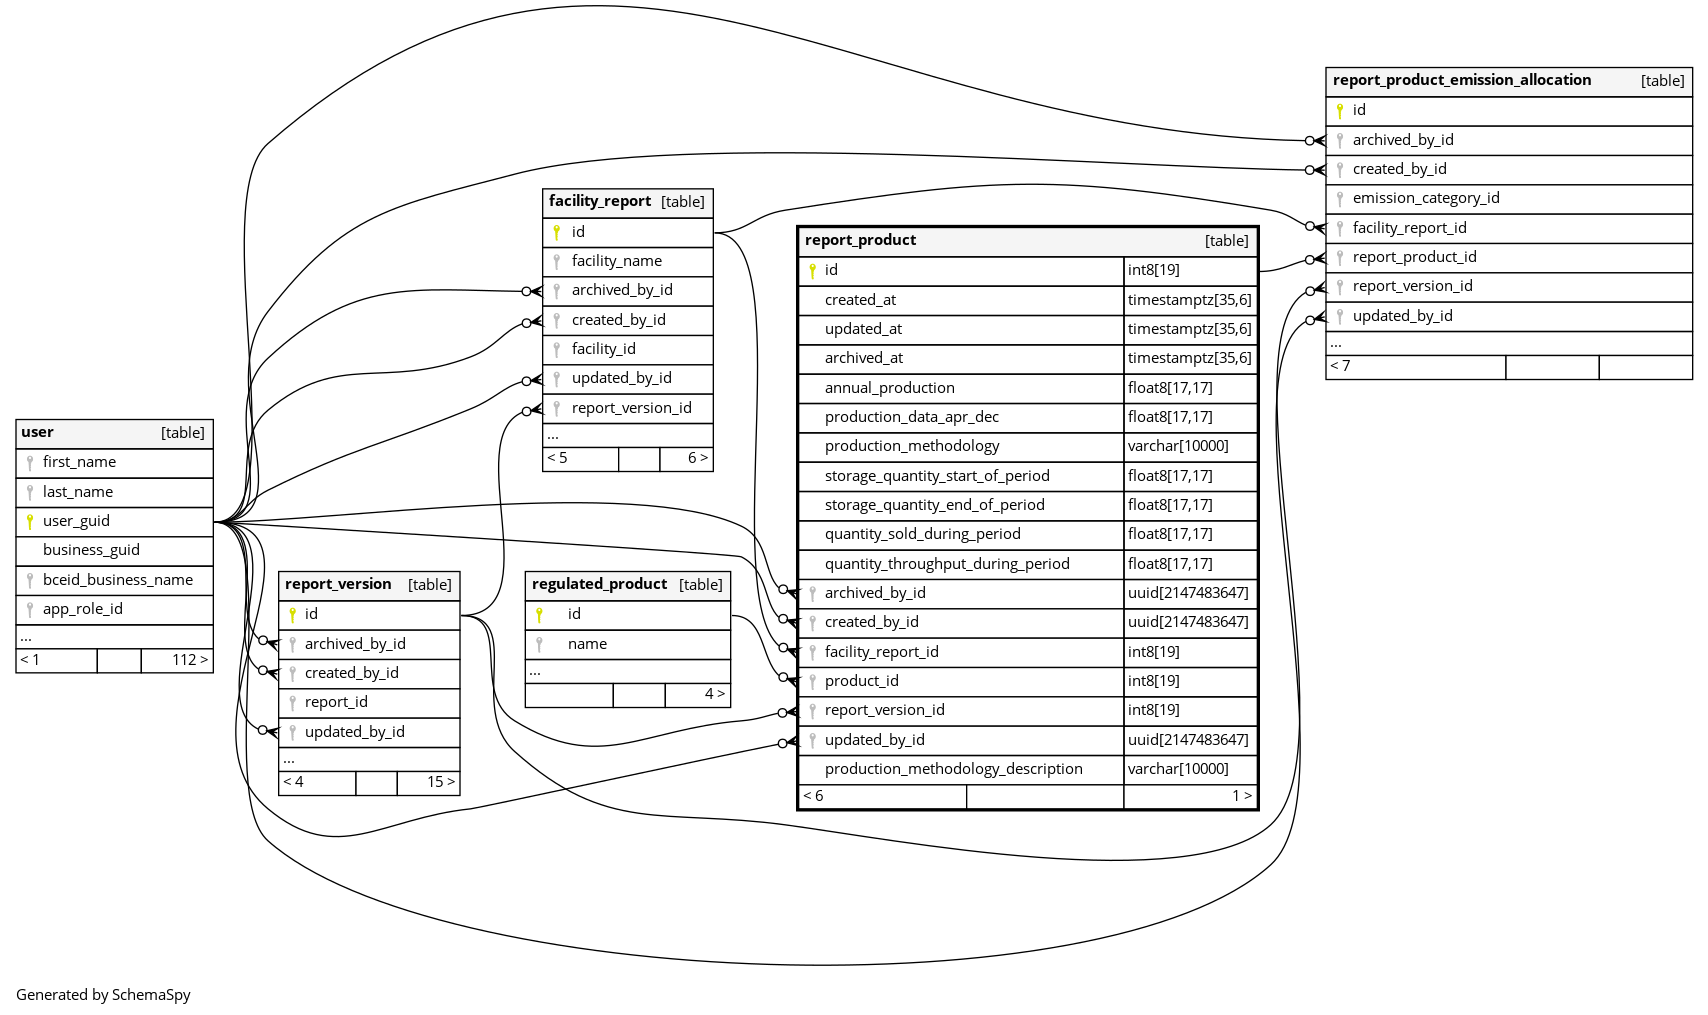 report_product_emission_allocation [table]
id
archived_by_id
created_by_id
emission_category_id
facility_report_id
report_product_id
report_version_id
updated_by_id
...
< 7
facility_report [table]
id
facility_name
archived_by_id
created_by_id
facility_id
updated_by_id
report_version_id
...
< 5 6 >
report_product [table]
id int8[19]
created_at timestamptz[35,6]
updated_at timestamptz[35,6]
archived_at timestamptz[35,6]
annual_production float8[17,17]
production_data_apr_dec float8[17,17]
production_methodology varchar[10000]
storage_quantity_start_of_period float8[17,17]
storage_quantity_end_of_period float8[17,17]
quantity_sold_during_period float8[17,17]
quantity_throughput_during_period float8[17,17]
archived_by_id uuid[2147483647]
created_by_id uuid[2147483647]
facility_report_id int8[19]
product_id int8[19]
report_version_id int8[19]
updated_by_id uuid[2147483647]
production_methodology_description varchar[10000]
< 6 1 >
user [table]
first_name
last_name
user_guid
business_guid
bceid_business_name
app_role_id
...
< 1 112 >
report_version [table]
id
archived_by_id
created_by_id
report_id
updated_by_id
...
< 4 15 >
regulated_product [table]
id
name
...
4 >
Generated by SchemaSpy